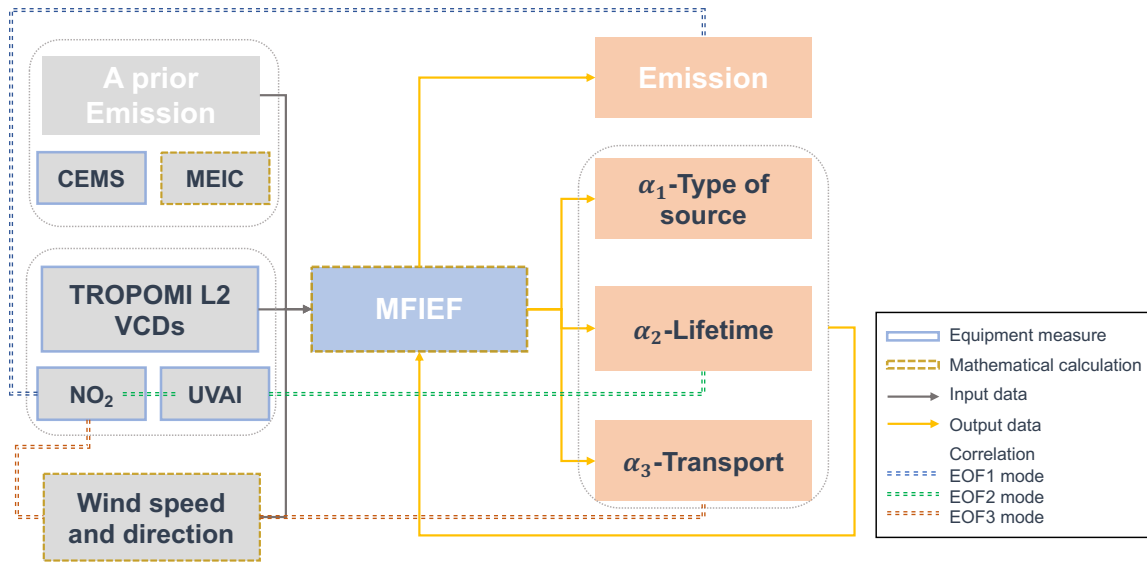 A prior
Emission
CEMS
MEIC
TROPOMI L2
VCDs
NO₂
UVAI
Wind speed
and direction
MFIEF
Emission
α₁-Type of
source
α₂-Lifetime
α₃-Transport
Equipment measure
Mathematical calculation
Input data
Output data
Correlation
EOF1 mode
EOF2 mode
EOF3 mode